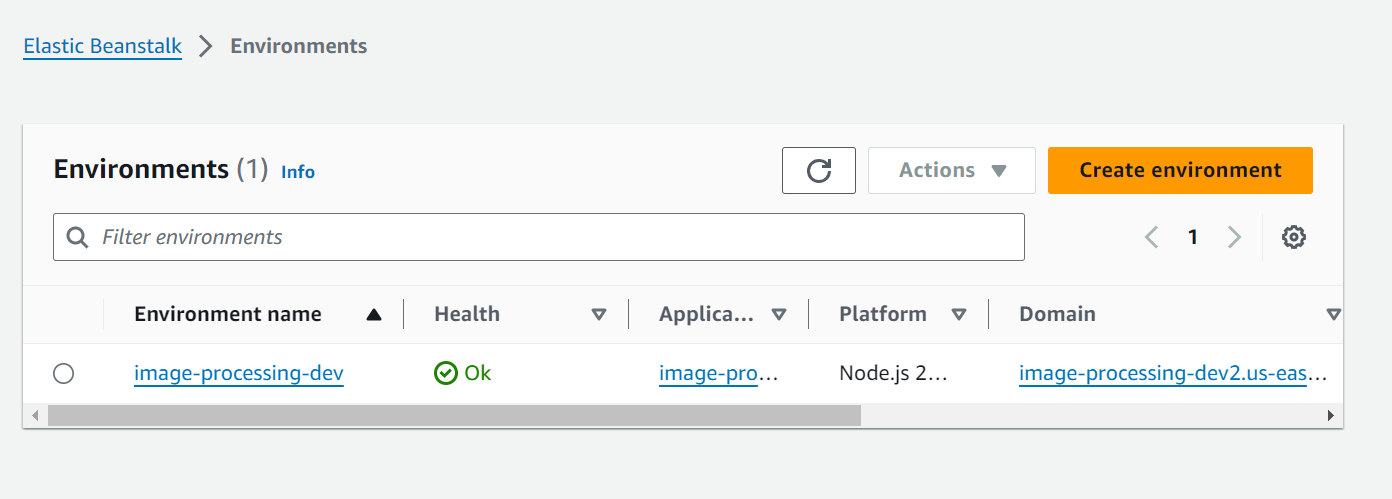 Elastic Beanstalk > Environments
Environments (1) Info
Actions
Create environment
Filter environments
1
Environment name Health Applica... Platform Domain
image-processing-dev Ok image-pro... Node.js 2... image-processing-dev2.us-eas...